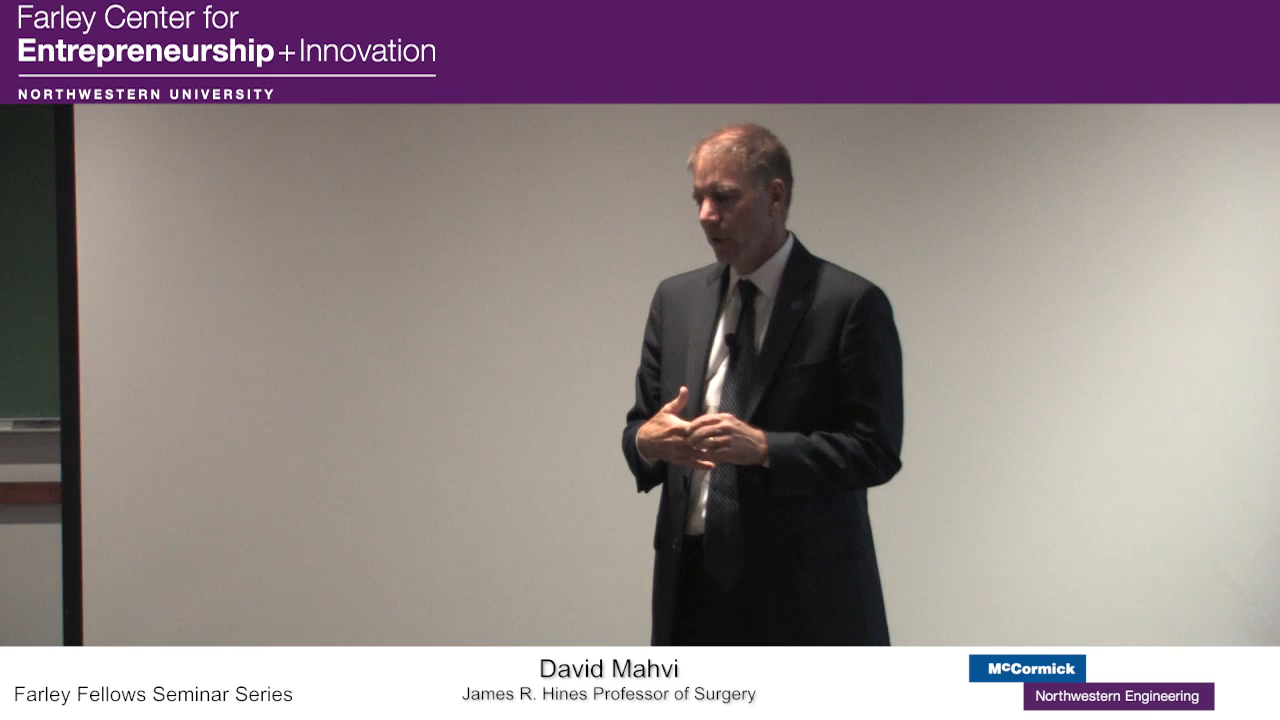 Farley Center for
Entrepreneurship+Innovation
NORTHWESTERN UNIVERSITY
David Mahvi
James R. Hines Professor of Surgery
Farley Fellows Seminar Series
McCormick
Northwestern Engineering